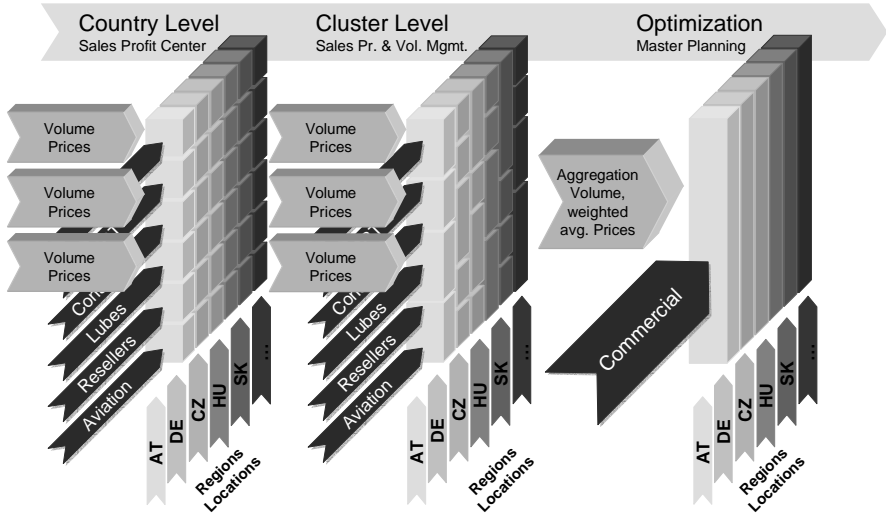 Country Level
Sales Profit Center
Cluster Level
Sales Pr. & Vol. Mgmt.
Optimization
Master Planning
Volume
Prices
Volume
Prices
Volume
Prices
Lubes
Resellers
Aviation
AT
DE
CZ
HU
SK
...
Regions
Locations
Volume
Prices
Volume
Prices
Volume
Prices
Lubes
Resellers
Aviation
AT
DE
CZ
HU
SK
...
Regions
Locations
Aggregation
Volume,
weighted
avg. Prices
Commercial
AT
DE
CZ
HU
SK
...
Regions
Locations